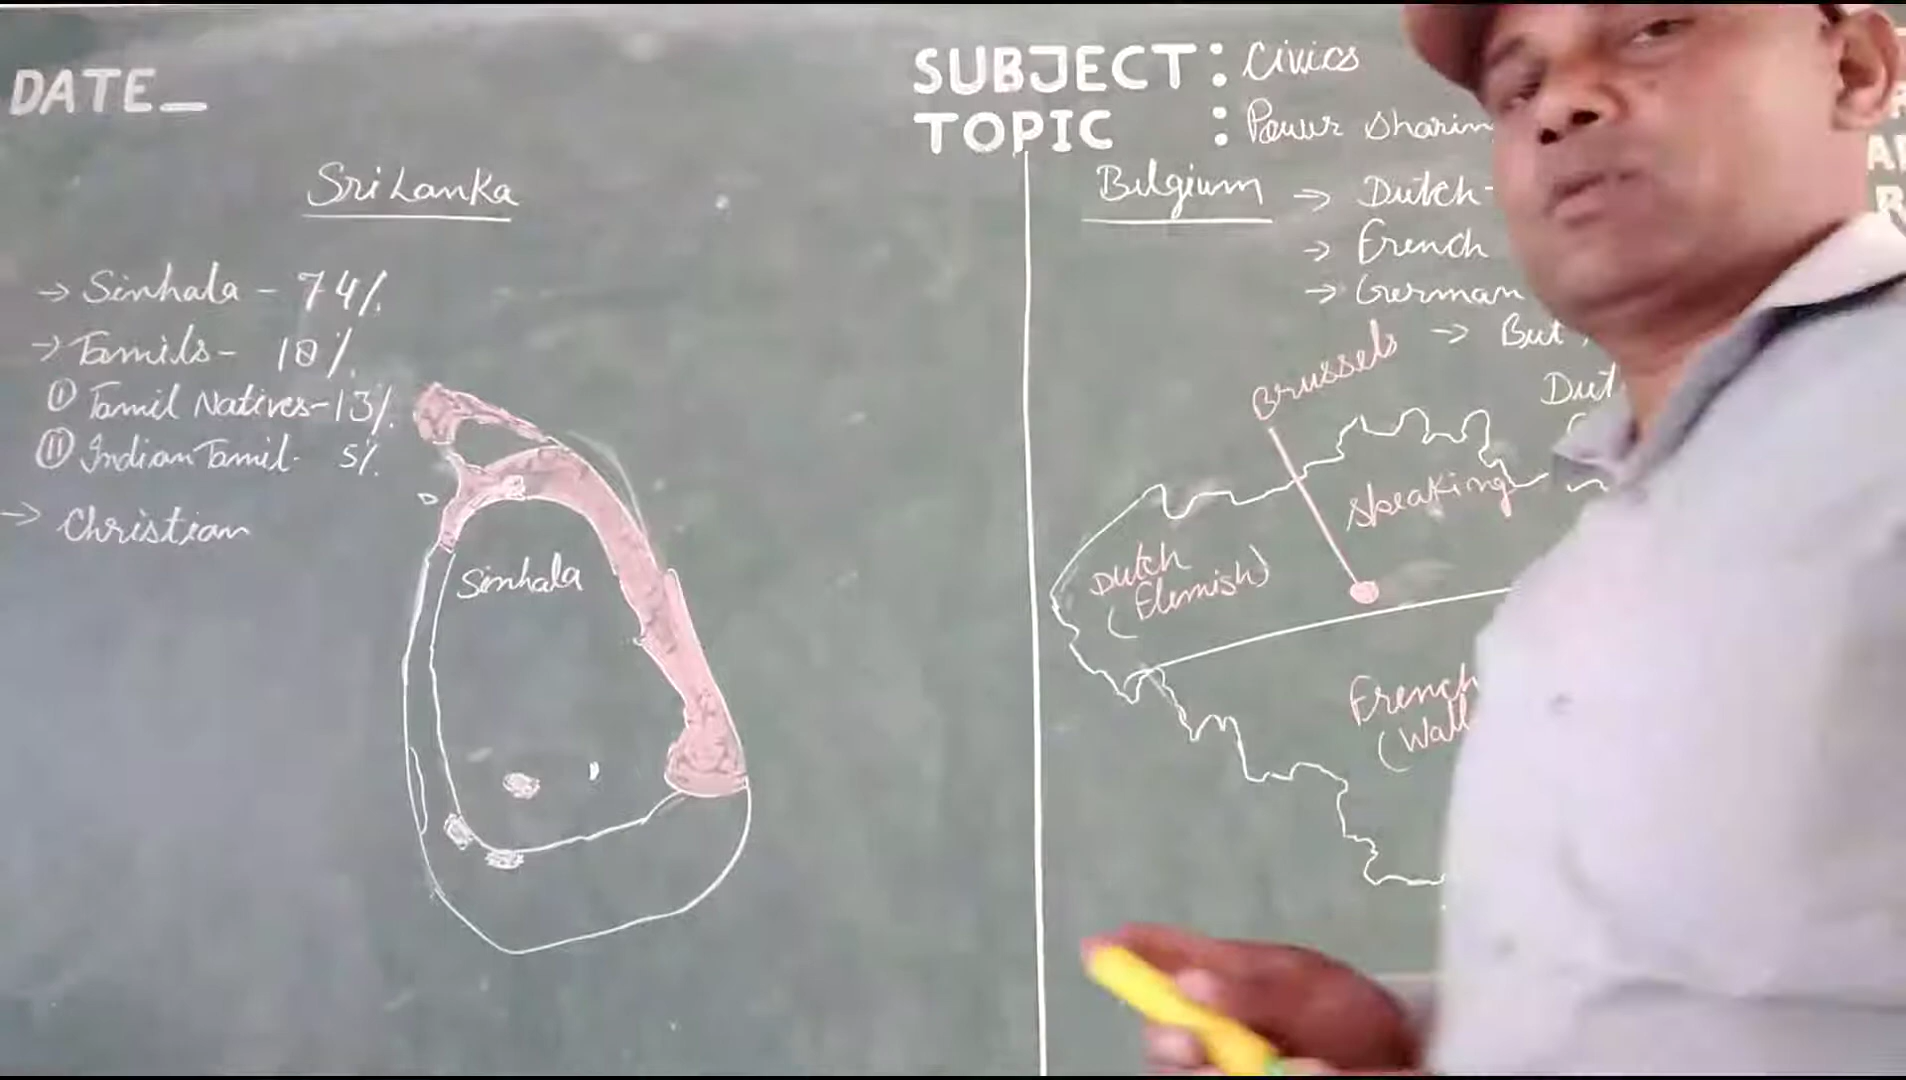 DATE_
SUBJECT : Civics
TOPIC : Power Sharin
Sri Lanka
→ Sinhala - 74%
→ Tamils - 18%
① Tamil Natives - 13%
② Indian Tamil - 5%
→ Christian
Sinhala
Belgium → Dutch-
→ French
→ German
→ But
Dut
Brussels
speaking
Dutch
(Flemish)
French
(Wall